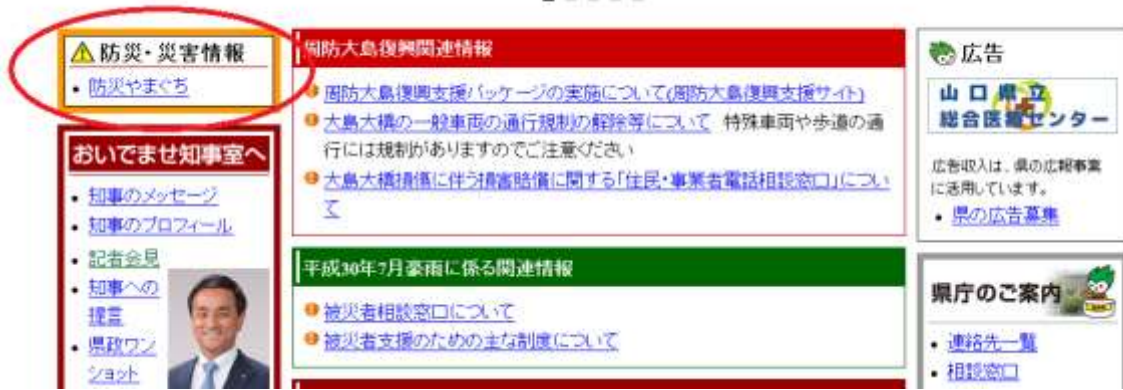 防災・災害情報
防災やまぐち
おいでませ知事室へ
知事のメッセージ
知事のプロフィール
記者会見
知事への
提言
県政ワン
ショット
周防大島復興関連情報
周防大島復興支援パッケージの実施について(周防大島復興支援サイト)
大島大橋の一般車両の通行規制の解除等について 特殊車両や歩道の通
行には規制がありますのでご注意ください
大島大橋損傷に伴う損害賠償に関する「住民・事業者電話相談窓口」につい
て
平成30年7月豪雨に係る関連情報
被災者相談窓口について
被災者支援のための主な制度について
広告
山口県立
総合医療センター
広告収入は、県の広報事業
に活用しています。
県の広告募集
県庁のご案内
連絡先一覧
相談窓口